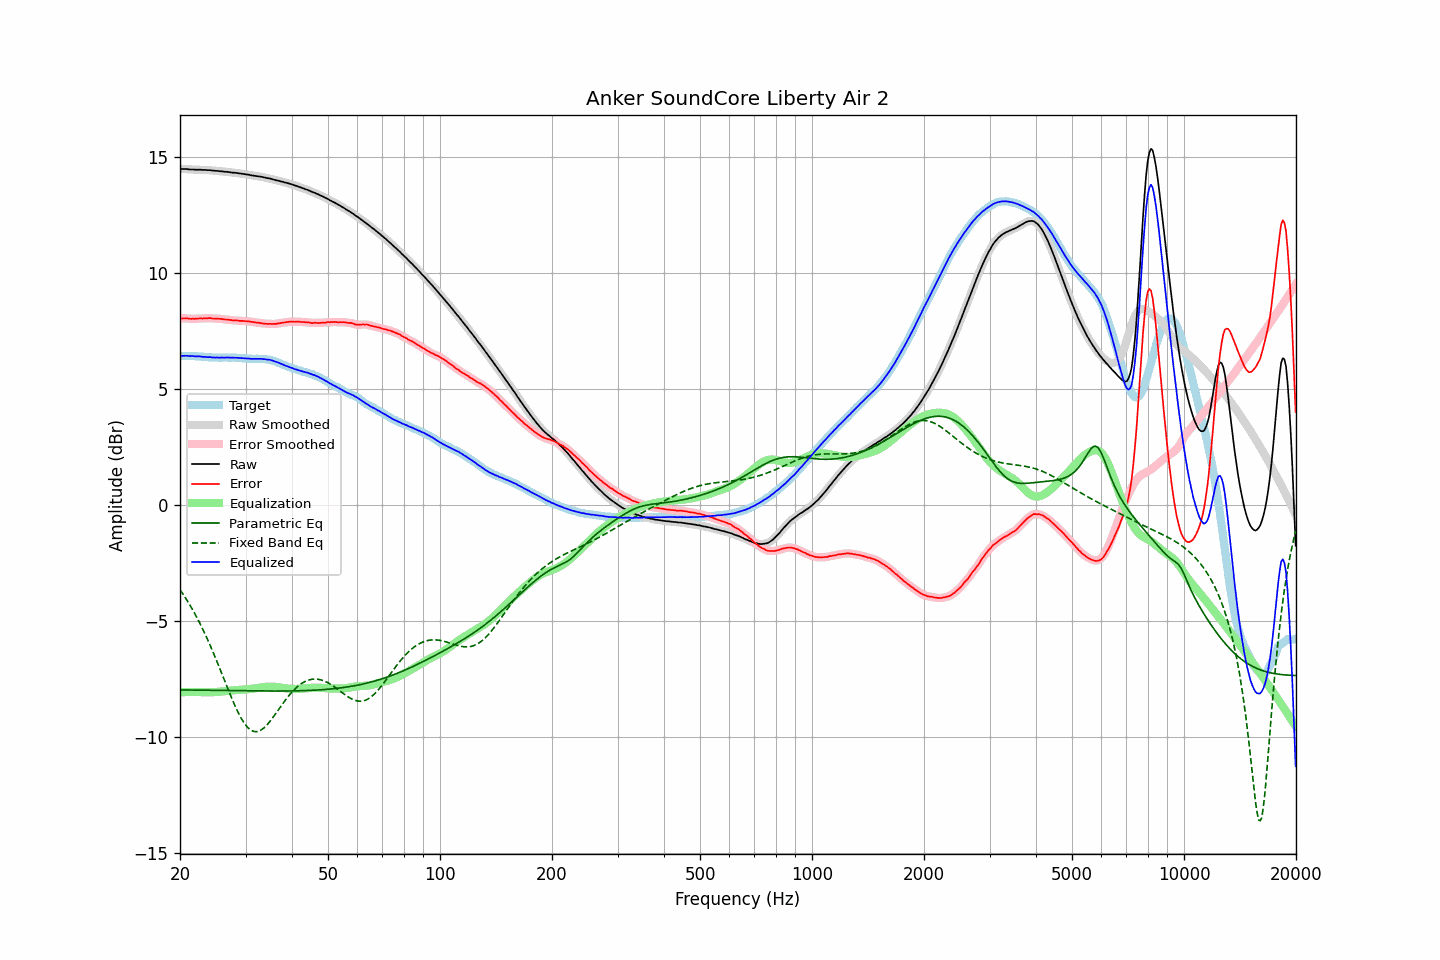 Anker SoundCore Liberty Air 2
Amplitude (dBr)
15
10
5
0
−5
−10
−15
Target
Raw Smoothed
Error Smoothed
Raw
Error
Equalization
Parametric Eq
Fixed Band Eq
Equalized
20 50 100 200 500 1000 2000 5000 10000 20000
Frequency (Hz)